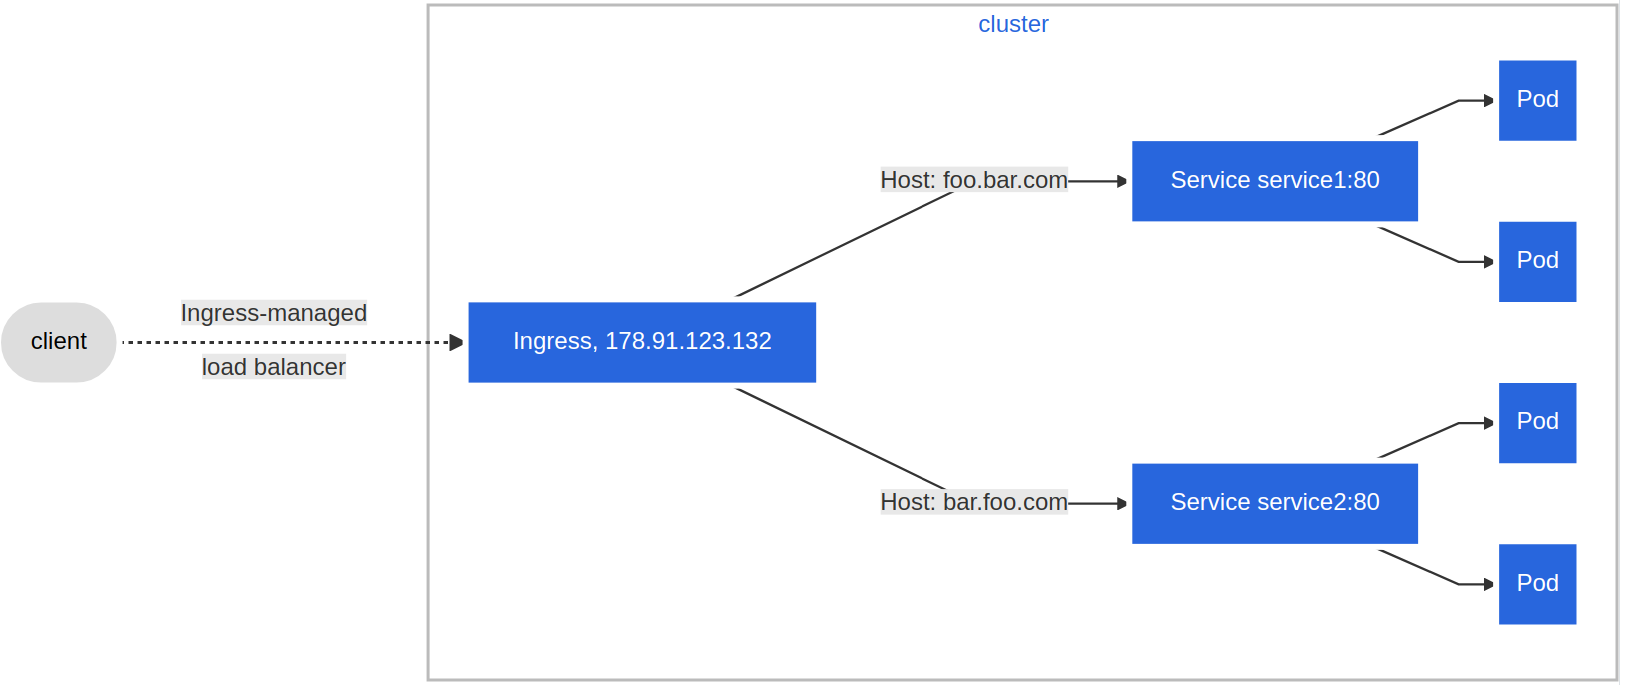 cluster
client
Ingress-managed
load balancer
Ingress, 178.91.123.132
Host: foo.bar.com
Service service1:80
Pod
Pod
Host: bar.foo.com
Service service2:80
Pod
Pod